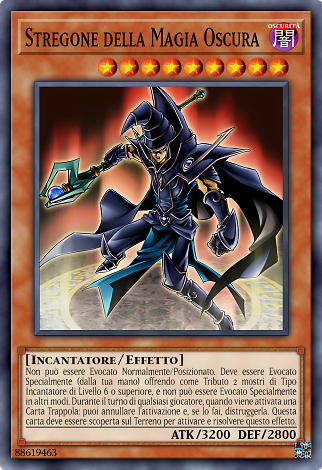 Stregone della Magia Oscura
OSCURITÀ
闇
[Incantatore/Effetto]
Non può essere Evocato Normalmente/Posizionato. Deve essere Evocato
Specialmente (dalla tua mano) offrendo come Tributo 2 mostri di Tipo
Incantatore di Livello 6 o superiore, e non può essere Evocato Specialmente
in altri modi. Durante il turno di qualsiasi giocatore, quando viene attivata una
Carta Trappola: puoi annullare l'attivazione e, se lo fai, distruggerla. Questa
carta deve essere scoperta sul Terreno per attivare e risolvere questo effetto.
ATK/3200 DEF/2800
88619463